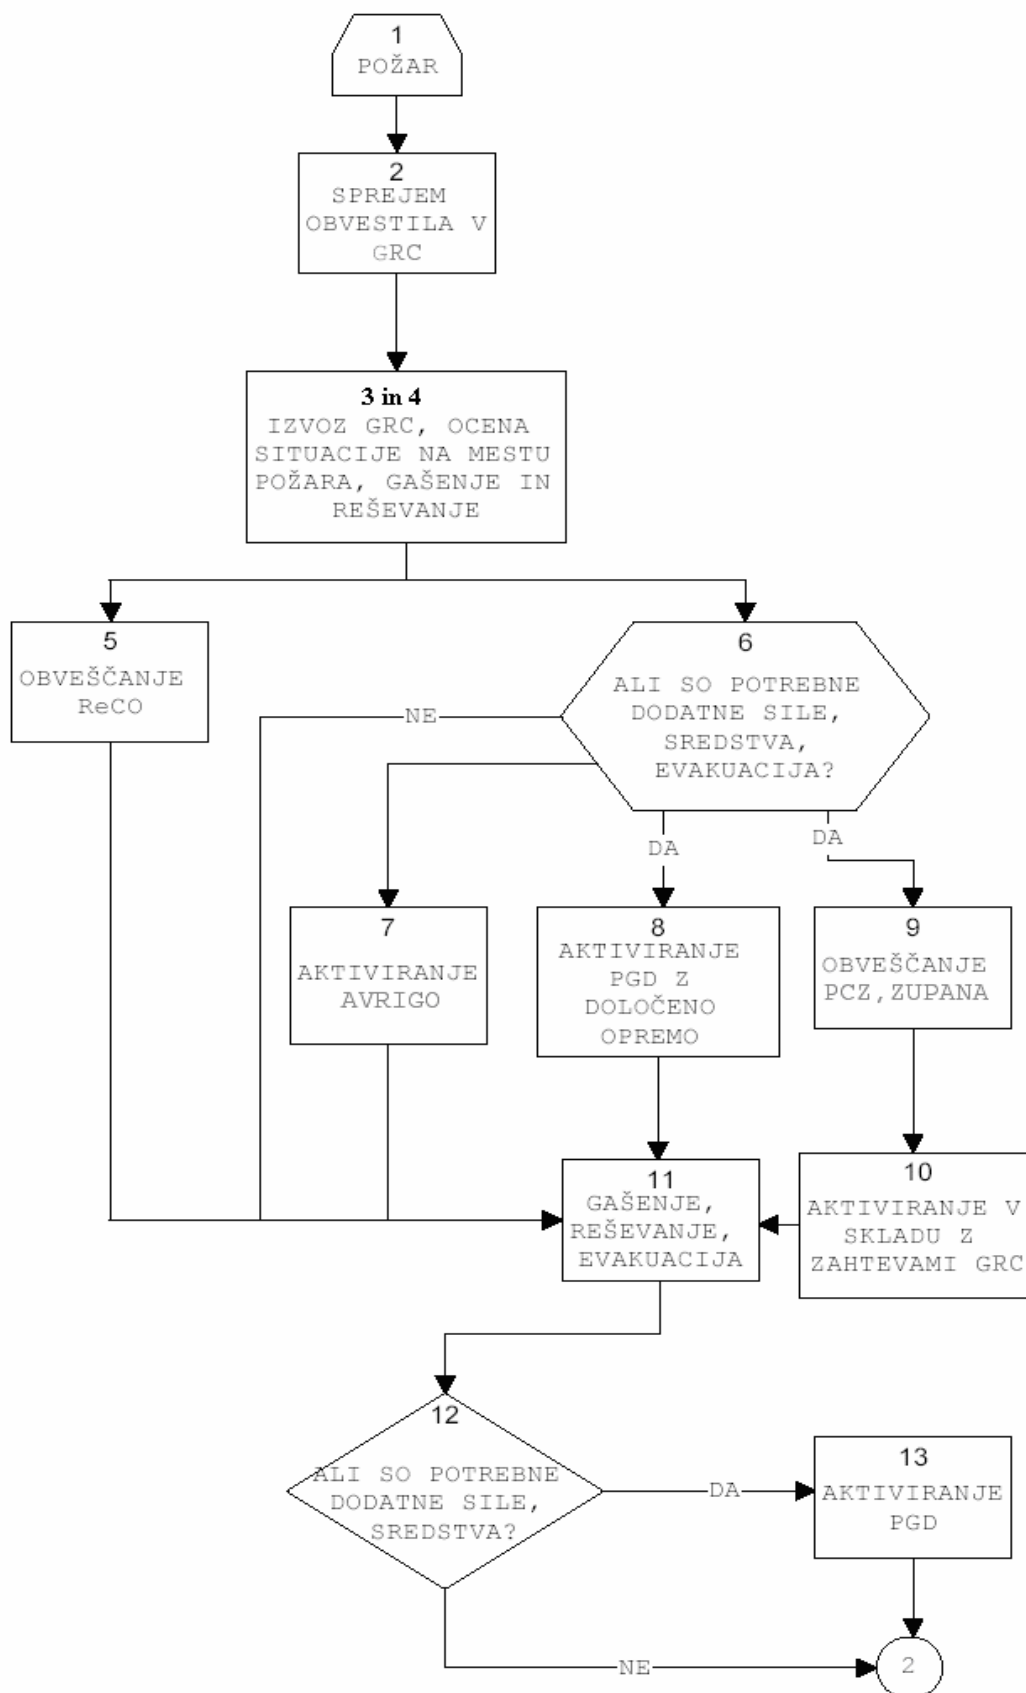 1
POŽAR
2
SPREJEM
OBVESTILA V
GRC
3 in 4
IZVOZ GRC, OCENA
SITUACIJE NA MESTU
POŽARA, GAŠENJE IN
REŠEVANJE
5
OBVEŠČANJE
ReCO
6
ALI SO POTREBNE
DODATNE SILE,
SREDSTVA,
EVAKUACIJA?
NE
DA
DA
7
AKTIVIRANJE
AVRIGO
8
AKTIVIRANJE
PGD Z
DOLOČENO
OPREMO
9
OBVEŠČANJE
PCZ,ZUPANA
10
AKTIVIRANJE V
SKLADU Z
ZAHTEVAMI GRC
11
GAŠENJE,
REŠEVANJE,
EVAKUACIJA
12
ALI SO POTREBNE
DODATNE SILE,
SREDSTVA?
DA
13
AKTIVIRANJE
PGD
NE
2